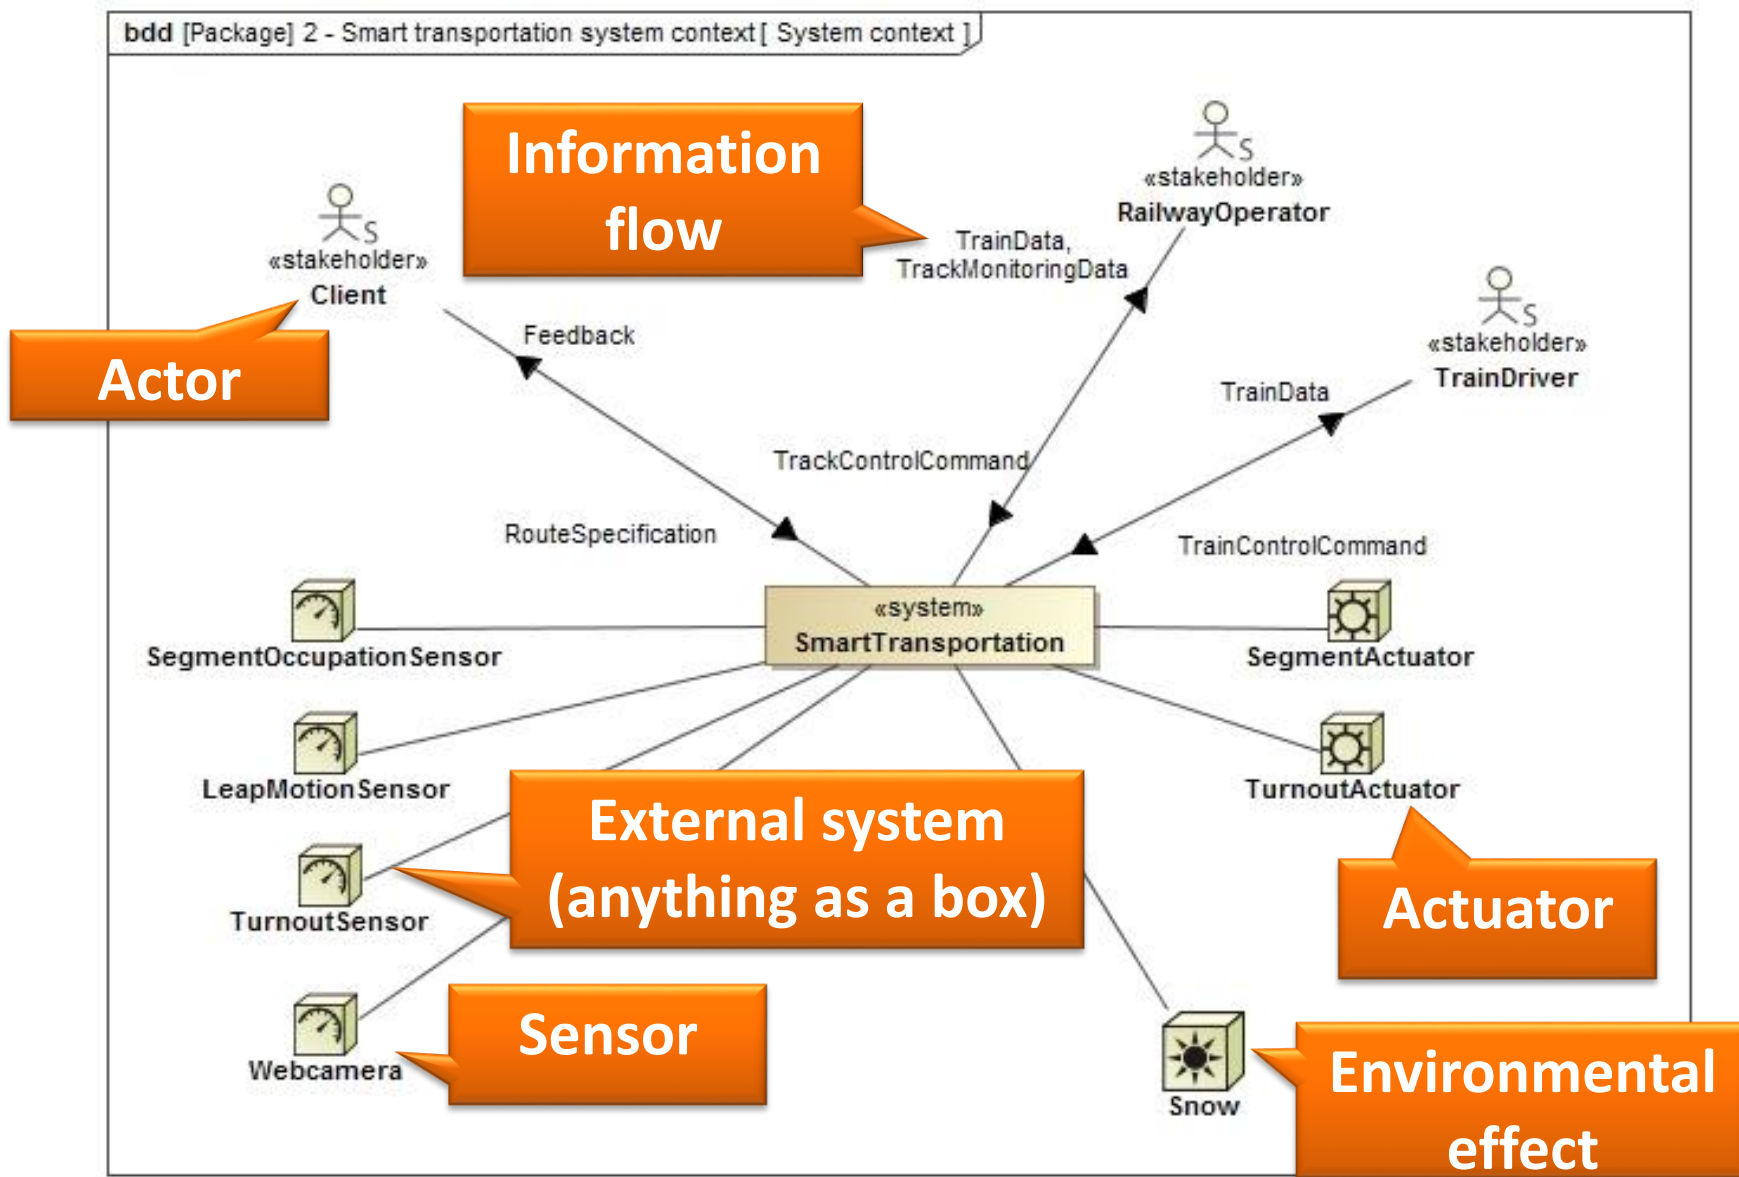 bdd [Package] 2 - Smart transportation system context [ System context ]
Information
flow
S
«stakeholder»
RailwayOperator
S
«stakeholder»
Client
TrainData,
TrackMonitoringData
S
«stakeholder»
TrainDriver
Actor
Feedback
TrainData
TrackControlCommand
RouteSpecification
TrainControlCommand
«system»
SmartTransportation
SegmentOccupationSensor
SegmentActuator
LeapMotionSensor
TurnoutActuator
External system
(anything as a box)
TurnoutSensor
Actuator
Sensor
Webcamera
Snow
Environmental
effect